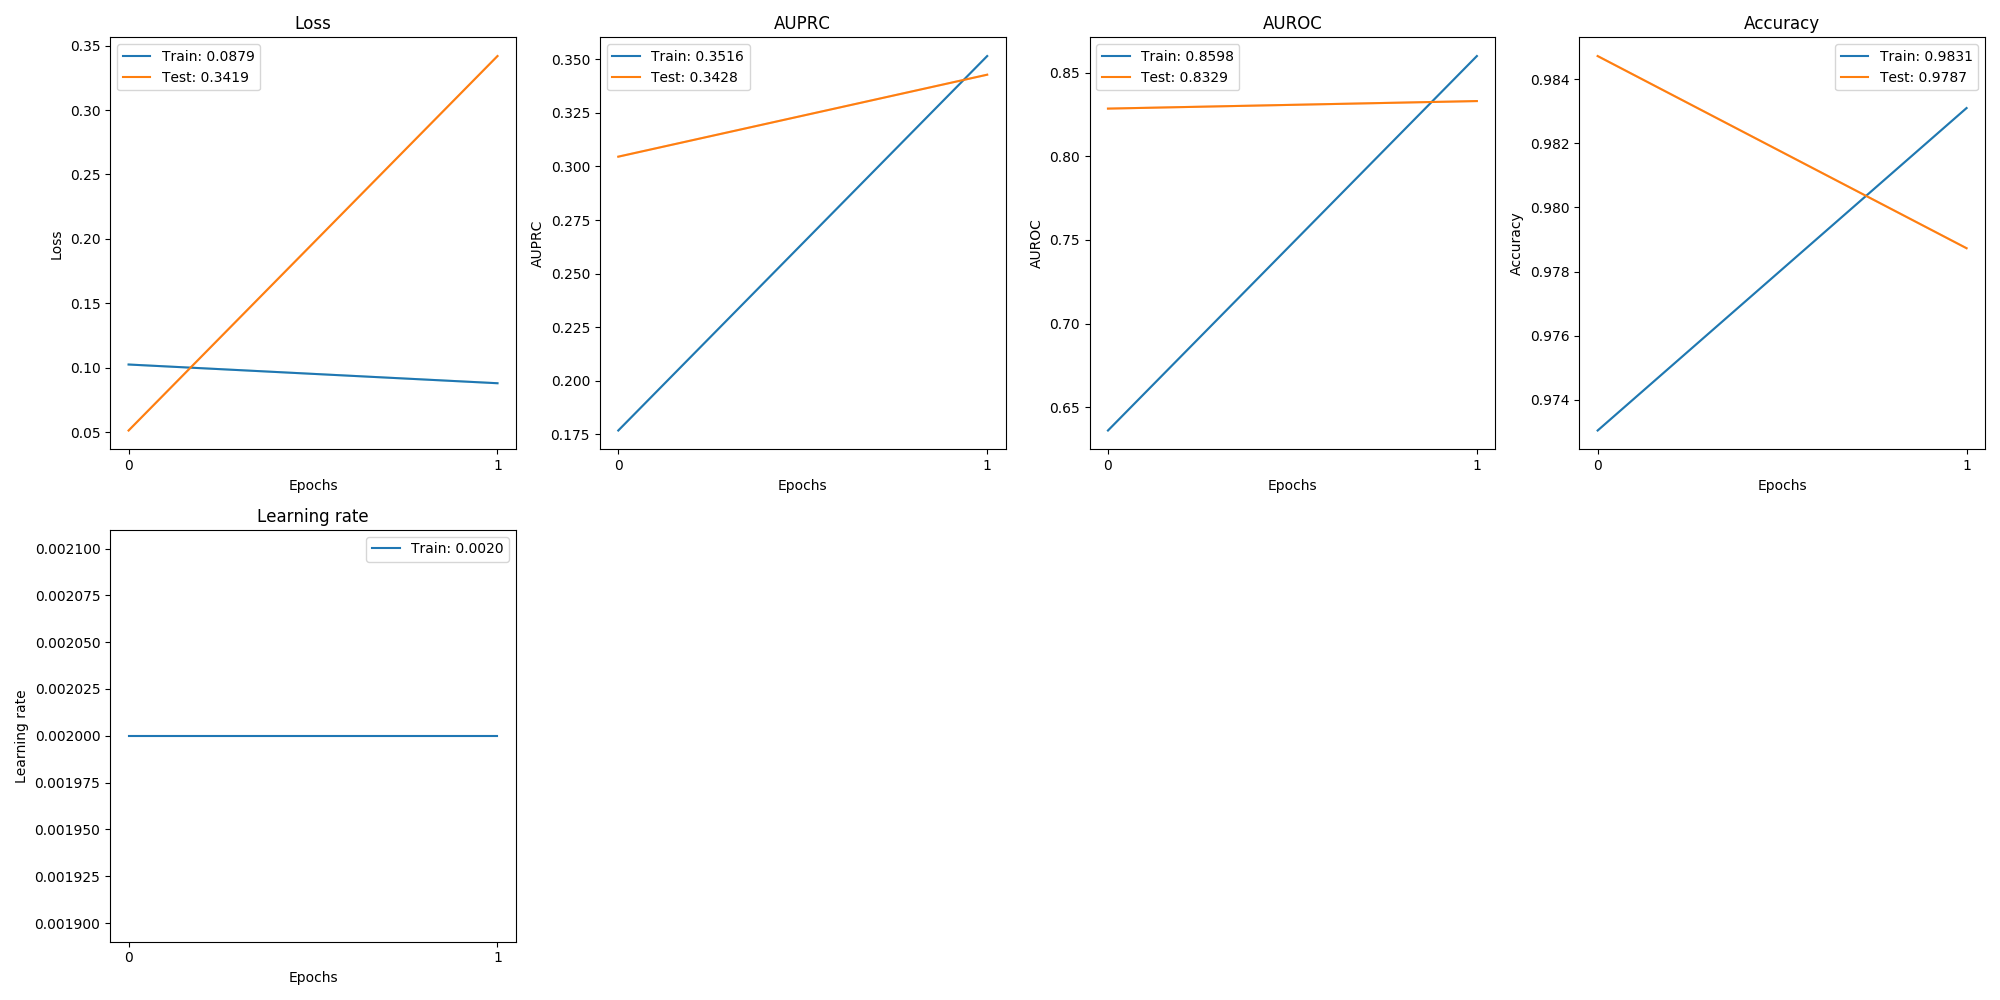 Loss
Train: 0.0879
Test: 0.3419
0.35
0.30
0.25
0.20
0.15
0.10
0.05
Loss
0
1
Epochs
AUPRC
Train: 0.3516
Test: 0.3428
0.350
0.325
0.300
0.275
0.250
0.225
0.200
0.175
AUPRC
0
1
Epochs
AUROC
Train: 0.8598
Test: 0.8329
0.85
0.80
0.75
0.70
0.65
AUROC
0
1
Epochs
Accuracy
Train: 0.9831
Test: 0.9787
0.984
0.982
0.980
0.978
0.976
0.974
Accuracy
0
1
Epochs
Learning rate
Train: 0.0020
0.002100
0.002075
0.002050
0.002025
0.002000
0.001975
0.001950
0.001925
0.001900
Learning rate
0
1
Epochs